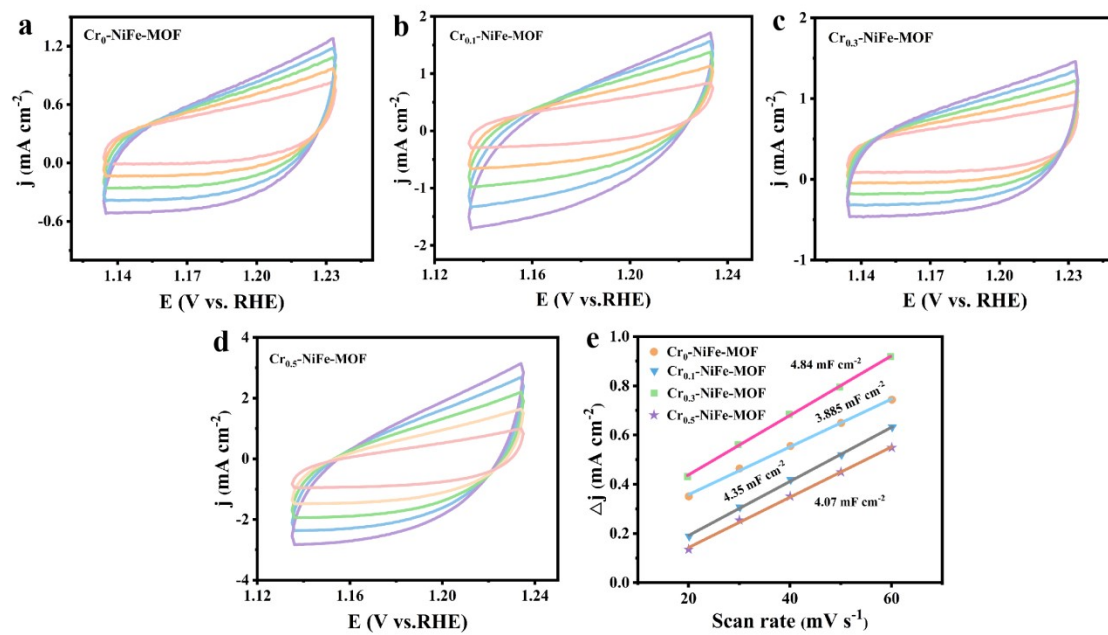 a
Cr₀-NiFe-MOF
1.2
0.6
0.0
-0.6
j (mA cm⁻²)
1.14 1.17 1.20 1.23
E (V vs. RHE)
b
Cr₀.₁-NiFe-MOF
2
1
0
-1
-2
j (mA cm⁻²)
1.12 1.16 1.20 1.24
E (V vs.RHE)
c
Cr₀.₃-NiFe-MOF
2
1
0
-1
j (mA cm⁻²)
1.14 1.17 1.20 1.23
E (V vs. RHE)
d
Cr₀.₅-NiFe-MOF
4
2
0
-2
-4
j (mA cm⁻²)
1.12 1.16 1.20 1.24
E (V vs.RHE)
e
Cr₀-NiFe-MOF
Cr₀.₁-NiFe-MOF
Cr₀.₃-NiFe-MOF
Cr₀.₅-NiFe-MOF
4.84 mF cm⁻²
3.885 mF cm⁻²
4.35 mF cm⁻²
4.07 mF cm⁻²
1.0
0.8
0.6
0.4
0.2
0.0
△j (mA cm⁻²)
20 30 40 50 60
Scan rate (mV s⁻¹)